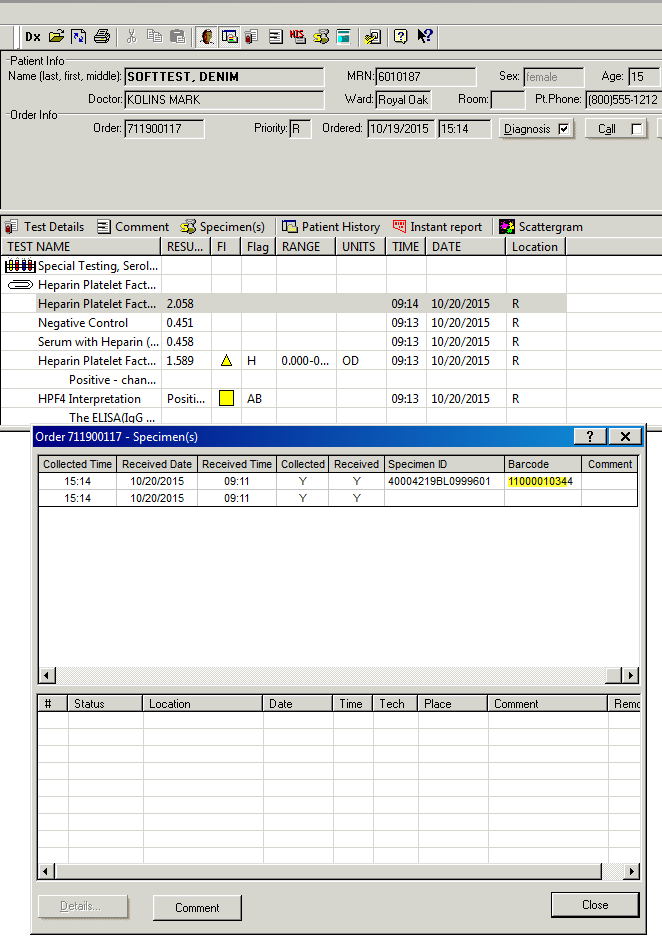 Dx HIS ?
Patient Info
Name (last, first, middle): SOFTTEST, DENIM MRN: 6010187 Sex: female Age: 15
Doctor: KOLINS MARK Ward: Royal Oak Room: Pt.Phone: (800)555-1212
Order Info
Order: 711900117 Priority: R Ordered: 10/19/2015 15:14 Diagnosis Call
Test Details Comment Specimen(s) Patient History Instant report Scattergram
TEST NAME RESU... Fl Flag RANGE UNITS TIME DATE Location
Special Testing, Serol...
Heparin Platelet Fact...
Heparin Platelet Fact... 2.058 09:14 10/20/2015 R
Negative Control 0.451 09:13 10/20/2015 R
Serum with Heparin (... 0.458 09:13 10/20/2015 R
Heparin Platelet Fact... 1.589 H 0.000-0... OD 09:13 10/20/2015 R
Positive - chan...
HPF4 Interpretation Positi... AB 09:13 10/20/2015 R
The ELISA(IgG ...
Order 711900117 - Specimen(s) ? X
Collected Time Received Date Received Time Collected Received Specimen ID Barcode Comment
15:14 10/20/2015 09:11 Y Y 40004219BL0999601 11000010344
15:14 10/20/2015 09:11 Y Y
# Status Location Date Time Tech Place Comment Remo
Details... Comment Close